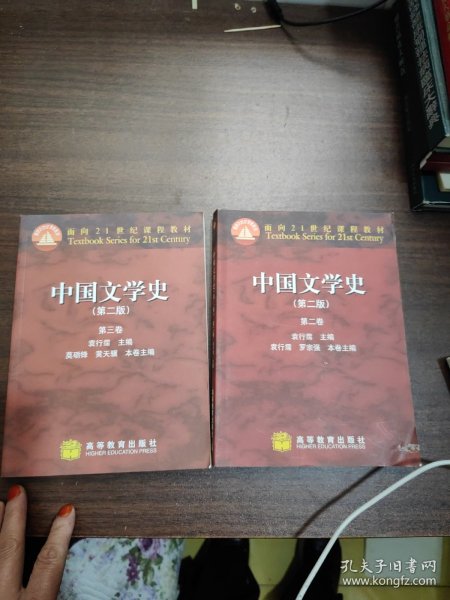 面向21世纪课程教材
Textbook Series for 21st Century
中国文学史
(第二版)
第三卷
袁行霈 主编
莫砺锋 黄天骥 本卷主编
高等教育出版社
HIGHER EDUCATION PRESS
面向21世纪课程教材
Textbook Series for 21st Century
中国文学史
(第二版)
第二卷
袁行霈 主编
袁行霈 罗宗强 本卷主编
高等教育出版社
HIGHER EDUCATION PRESS
孔夫子旧书网
www.kongfz.com